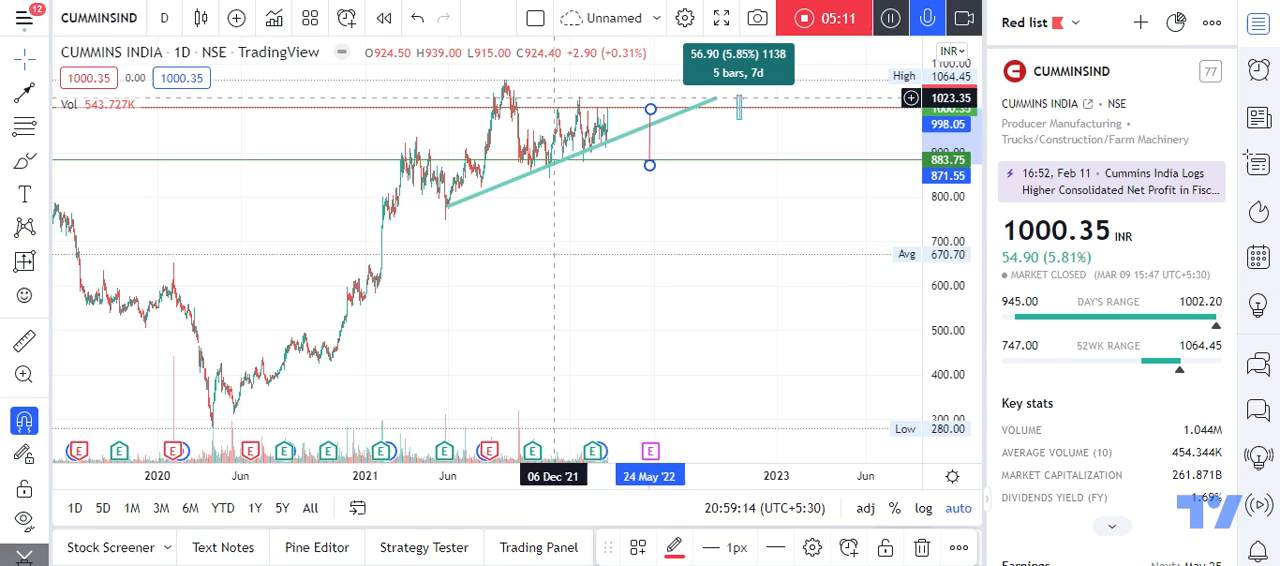 12
CUMMINSIND
D
Unnamed
05:11
CUMMINS INDIA · 1D · NSE · TradingView
O924.50 H939.00 L915.00 C924.40 +2.90 (+0.31%)
1000.35 0.00 1000.35
Vol 543.727K
56.90 (5.85%) 1138
5 bars, 7d
INR
1100.00
High 1064.45
1023.35
1000.35
998.05
900.00
883.75
871.55
800.00
700.00
Avg 670.70
600.00
500.00
400.00
300.00
Low 280.00
E E E E E E E E E E E E
2020 Jun 2021 Jun 06 Dec '21 24 May '22 2023 Jun
1D 5D 1M 3M 6M YTD 1Y 5Y All
20:59:14 (UTC+5:30) adj % log auto
Stock Screener Text Notes Pine Editor Strategy Tester Trading Panel
1px
Red list
CUMMINSIND
77
CUMMINS INDIA · NSE
Producer Manufacturing ·
Trucks/Construction/Farm Machinery
16:52, Feb 11 · Cummins India Logs
Higher Consolidated Net Profit in Fisc...
1000.35 INR
54.90 (5.81%)
MARKET CLOSED (MAR 09 15:47 UTC+5:30)
945.00 DAY'S RANGE 1002.20
747.00 52WK RANGE 1064.45
Key stats
VOLUME 1.044M
AVERAGE VOLUME (10) 454.344K
MARKET CAPITALIZATION 261.871B
DIVIDENDS YIELD (FY) 1.69%